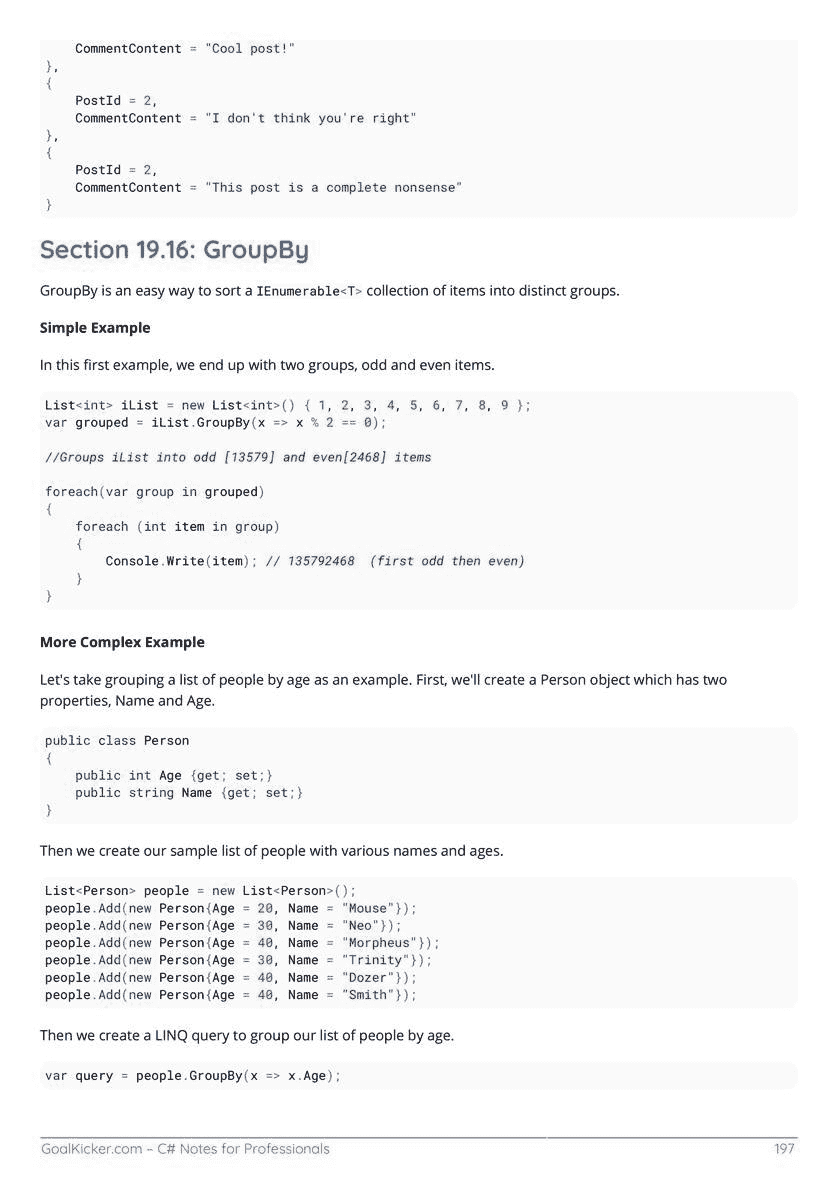 CommentContent = "Cool post!"
},
{
    PostId = 2,
    CommentContent = "I don't think you're right"
},
{
    PostId = 2,
    CommentContent = "This post is a complete nonsense"
}
Section 19.16: GroupBy
GroupBy is an easy way to sort a IEnumerable<T> collection of items into distinct groups.
Simple Example
In this first example, we end up with two groups, odd and even items.
List<int> iList = new List<int>() { 1, 2, 3, 4, 5, 6, 7, 8, 9 };
var grouped = iList.GroupBy(x => x % 2 == 0);
//Groups iList into odd [13579] and even[2468] items
foreach(var group in grouped)
{
    foreach (int item in group)
    {
        Console.Write(item); // 135792468  (first odd then even)
    }
}
More Complex Example
Let's take grouping a list of people by age as an example. First, we'll create a Person object which has two
properties, Name and Age.
public class Person
{
    public int Age {get; set;}
    public string Name {get; set;}
}
Then we create our sample list of people with various names and ages.
List<Person> people = new List<Person>();
people.Add(new Person{Age = 20, Name = "Mouse"});
people.Add(new Person{Age = 30, Name = "Neo"});
people.Add(new Person{Age = 40, Name = "Morpheus"});
people.Add(new Person{Age = 30, Name = "Trinity"});
people.Add(new Person{Age = 40, Name = "Dozer"});
people.Add(new Person{Age = 40, Name = "Smith"});
Then we create a LINQ query to group our list of people by age.
var query = people.GroupBy(x => x.Age);
GoalKicker.com – C# Notes for Professionals
197